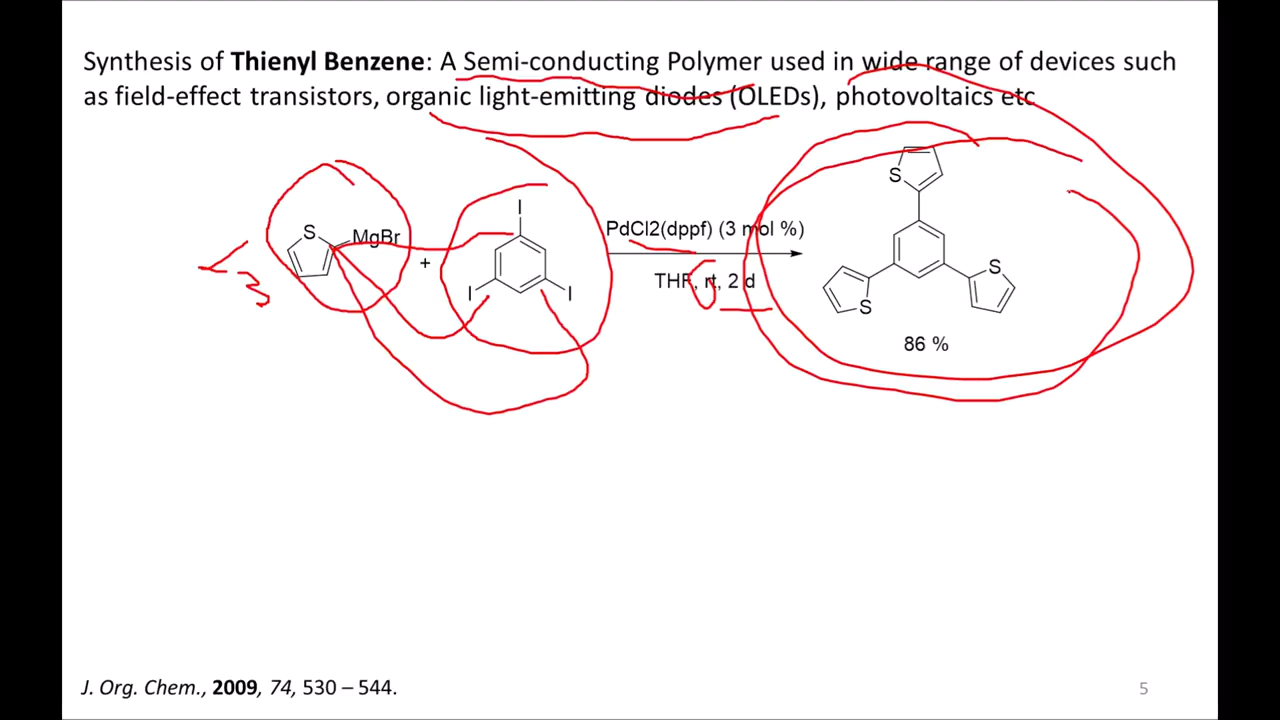 Synthesis of Thienyl Benzene: A Semi-conducting Polymer used in wide range of devices such
as field-effect transistors, organic light-emitting diodes (OLEDs), photovoltaics etc
S
MgBr
+
I
I
I
PdCl2(dppf) (3 mol %)
THF, rt, 2 d
S
S
S
86 %
3
J. Org. Chem., 2009, 74, 530 – 544.
5